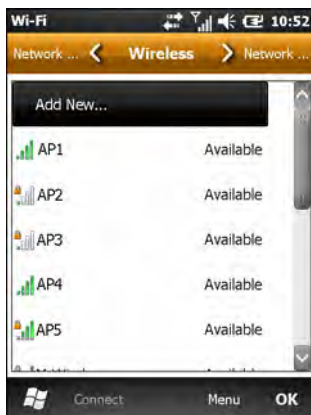 Wi-Fi 10:52
Network ... Wireless Network ...
Add New...
AP1 Available
AP2 Available
AP3 Available
AP4 Available
AP5 Available
Connect Menu OK